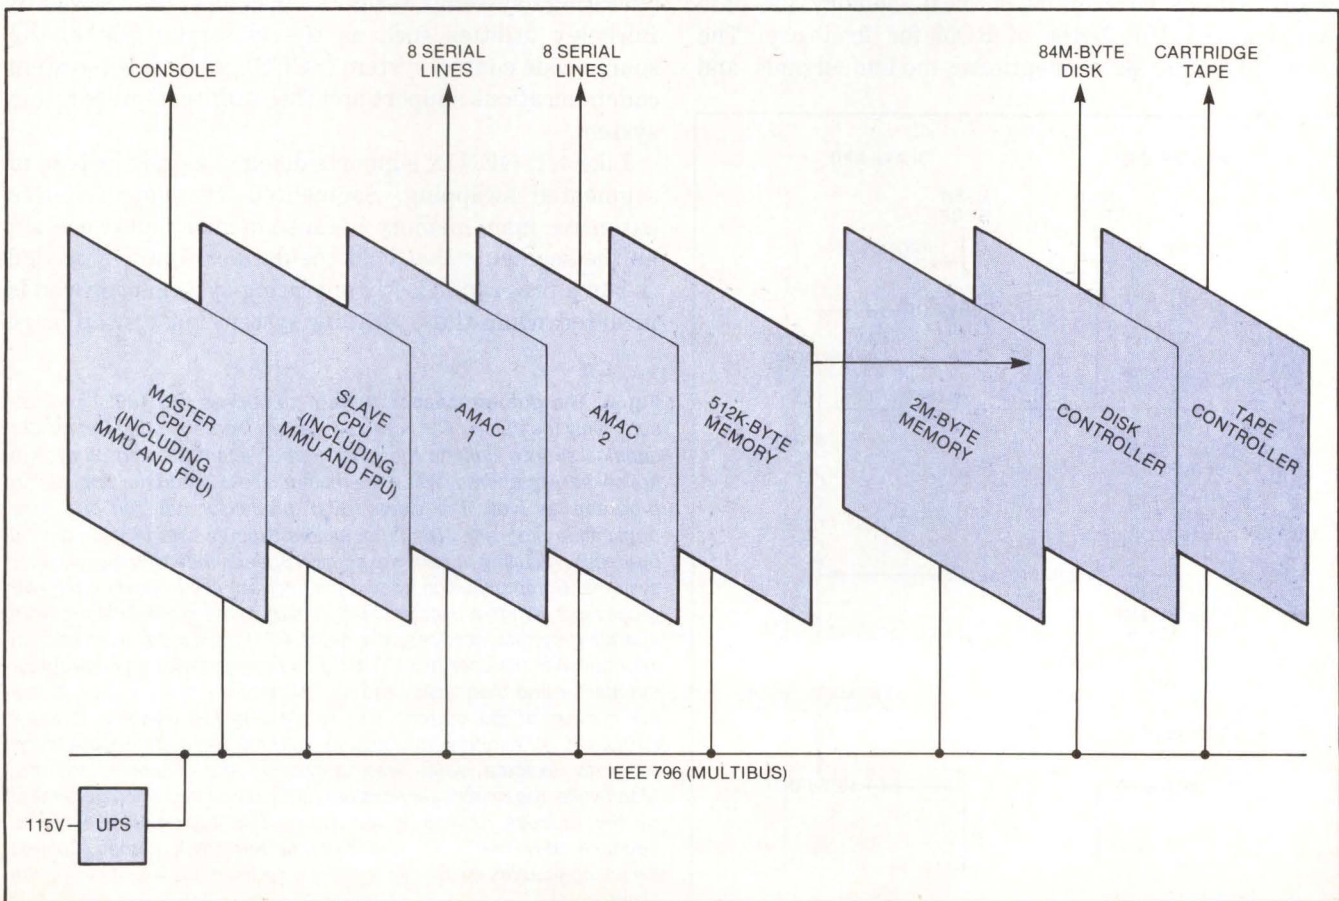 CONSOLE
8 SERIAL
LINES
8 SERIAL
LINES
84M-BYTE
DISK
CARTRIDGE
TAPE
MASTER
CPU
(INCLUDING
MMU AND FPU)
SLAVE
CPU
(INCLUDING
MMU AND FPU)
AMAC
1
AMAC
2
512K-BYTE
MEMORY
2M-BYTE
MEMORY
DISK
CONTROLLER
TAPE
CONTROLLER
IEEE 796 (MULTIBUS)
115V
UPS